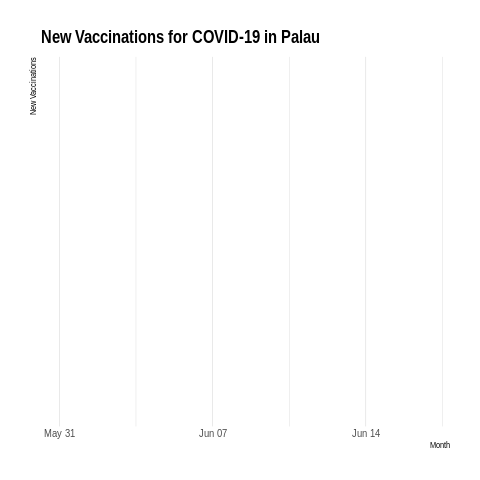 New Vaccinations for COVID-19 in Palau
New Vaccinations
May 31
Jun 07
Jun 14
Month